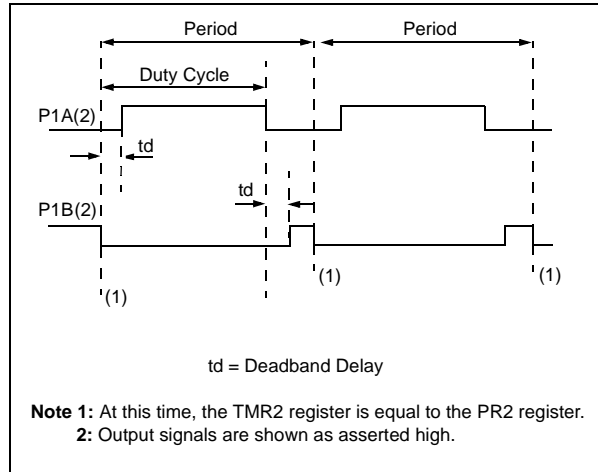 Period
Period
Duty Cycle
P1A(2)
td
td
P1B(2)
(1)
(1)
(1)
td = Deadband Delay
Note 1: At this time, the TMR2 register is equal to the PR2 register.
2: Output signals are shown as asserted high.